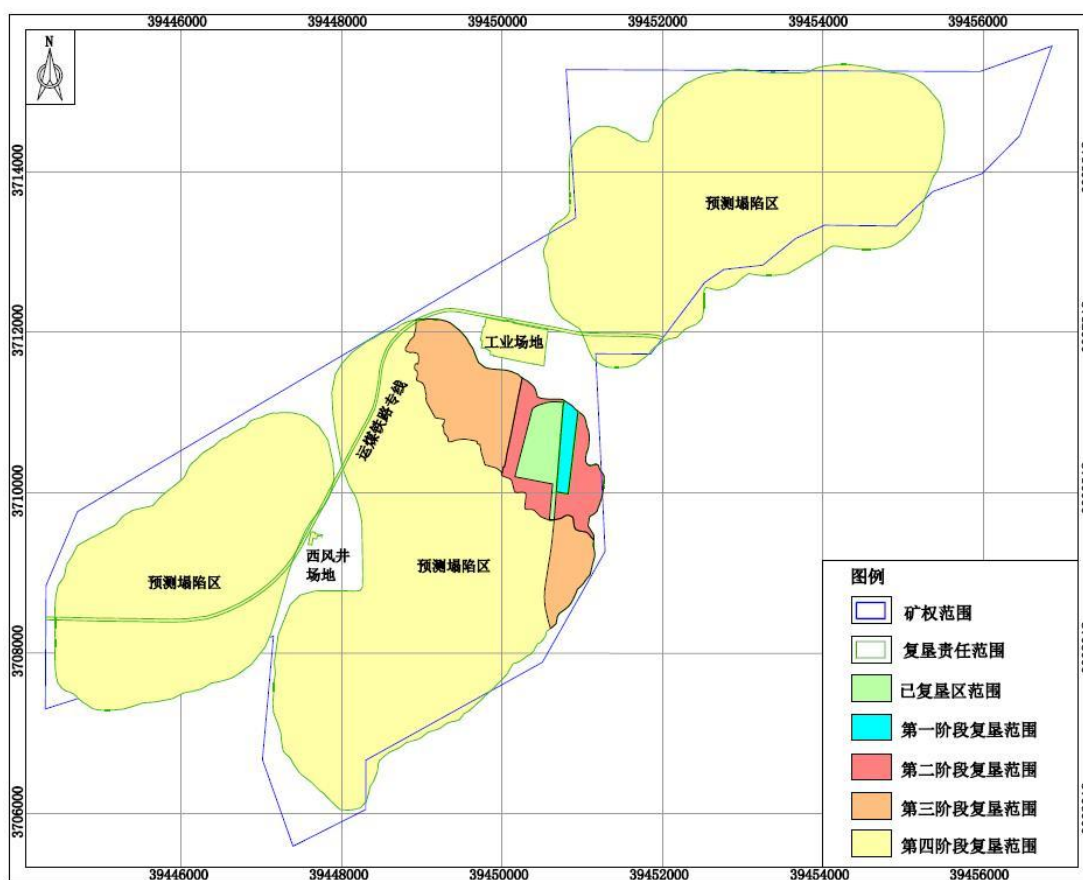 39446000
39448000
39450000
39452000
39454000
39456000
N
3714000
3712000
3710000
3708000
3706000
预测塌陷区
工业场地
运煤铁路专线
西风井
场地
预测塌陷区
预测塌陷区
图例
矿权范围
复垦责任范围
已复垦区范围
第一阶段复垦范围
第二阶段复垦范围
第三阶段复垦范围
第四阶段复垦范围
39446000
39448000
39450000
39452000
39454000
39456000